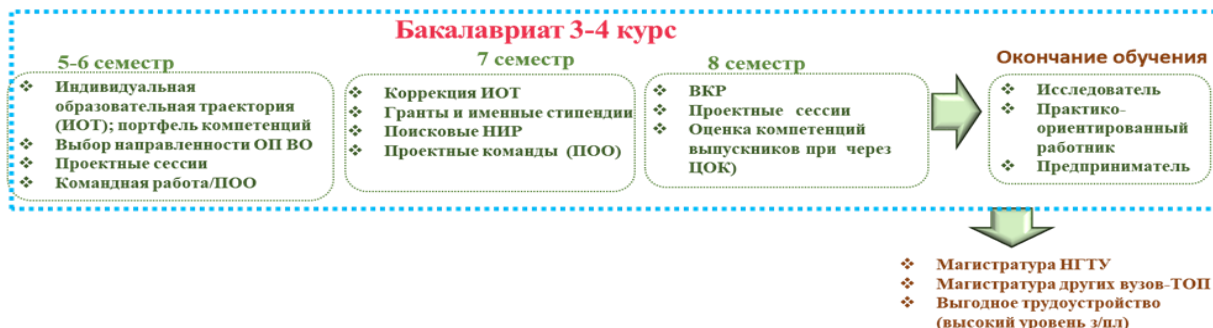 Бакалавриат 3-4 курс
5-6 семестр
Индивидуальная
образовательная траектория
(ИОТ); портфель компетенций
Выбор направленности ОП ВО
Проектные сессии
Командная работа/ПОО
7 семестр
Коррекция ИОТ
Гранты и именные стипендии
Поисковые НИР
Проектные команды (ПОО)
8 семестр
ВКР
Проектные сессии
Оценка компетенций
выпускников при через
ЦОК)
Окончание обучения
Исследователь
Практико-
ориентированный
работник
Предприниматель
Магистратура НГТУ
Магистратура других вузов-ТОП
Выгодное трудоустройство
(высокий уровень з/пл)